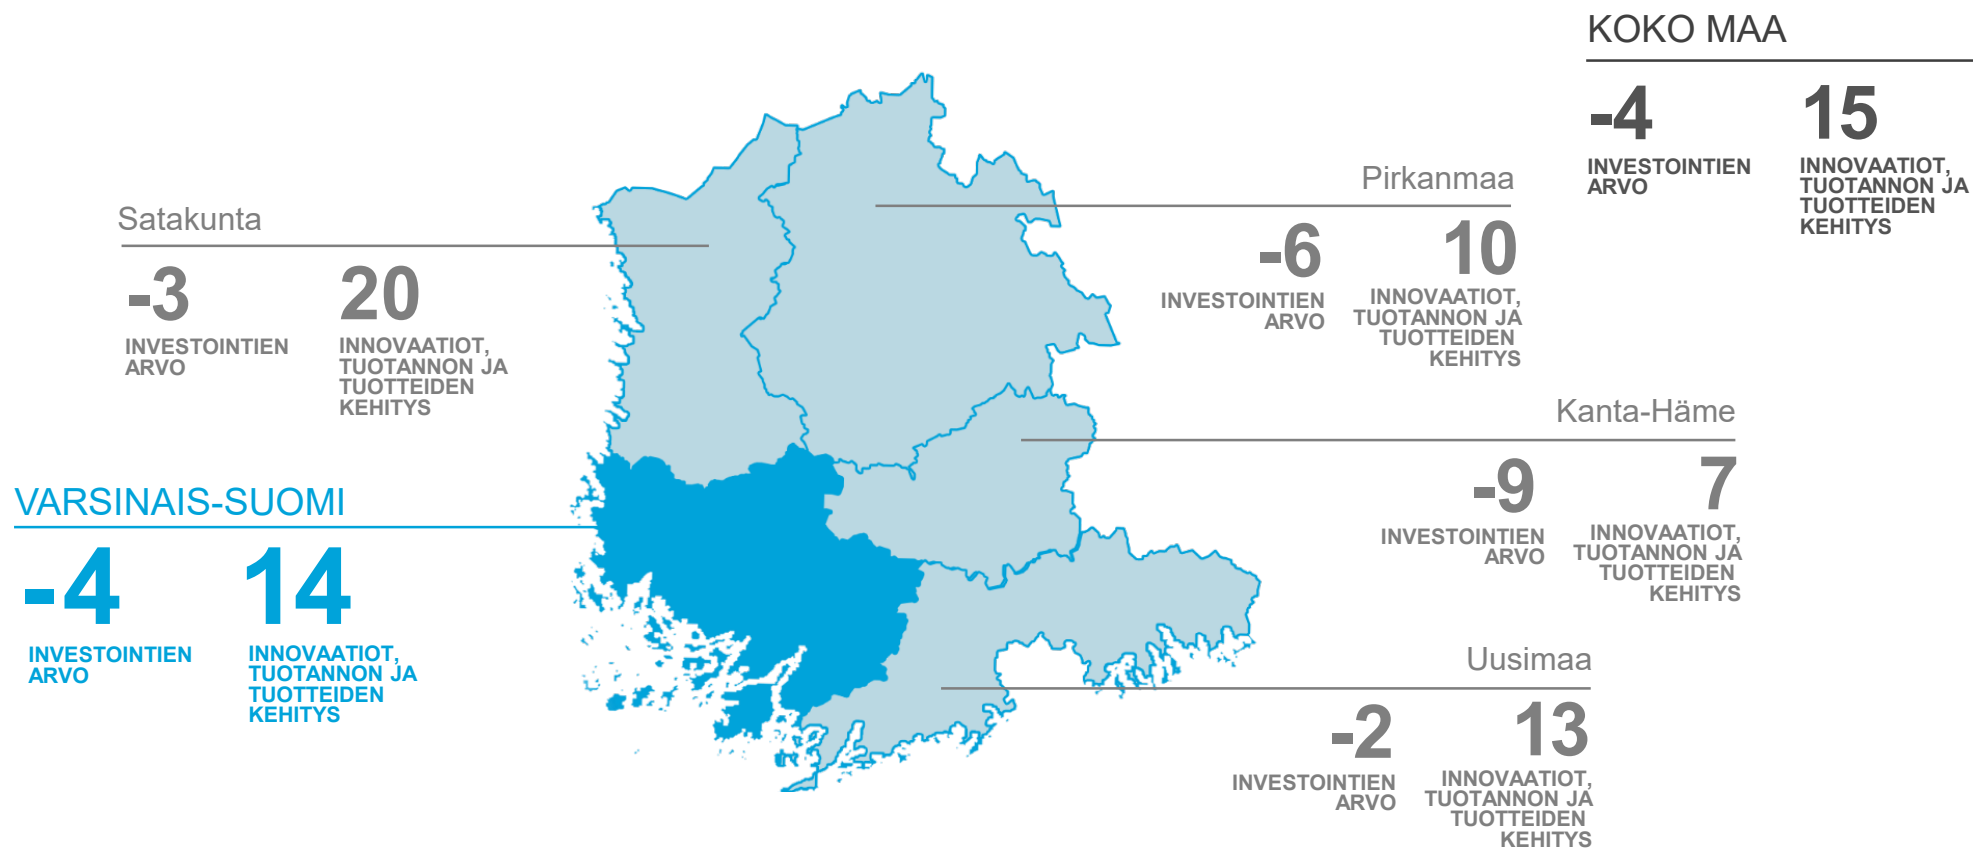 KOKO MAA
-4
INVESTOINTIEN
ARVO
15
INNOVAATIOT,
TUOTANNON JA
TUOTTEIDEN
KEHITYS
Pirkanmaa
-6
INVESTOINTIEN
ARVO
10
INNOVAATIOT,
TUOTANNON JA
TUOTTEIDEN
KEHITYS
Satakunta
-3
INVESTOINTIEN
ARVO
20
INNOVAATIOT,
TUOTANNON JA
TUOTTEIDEN
KEHITYS
Kanta-Häme
-9
INVESTOINTIEN
ARVO
7
INNOVAATIOT,
TUOTANNON JA
TUOTTEIDEN
KEHITYS
VARSINAIS-SUOMI
-4
INVESTOINTIEN
ARVO
14
INNOVAATIOT,
TUOTANNON JA
TUOTTEIDEN
KEHITYS
Uusimaa
-2
INVESTOINTIEN
ARVO
13
INNOVAATIOT,
TUOTANNON JA
TUOTTEIDEN
KEHITYS